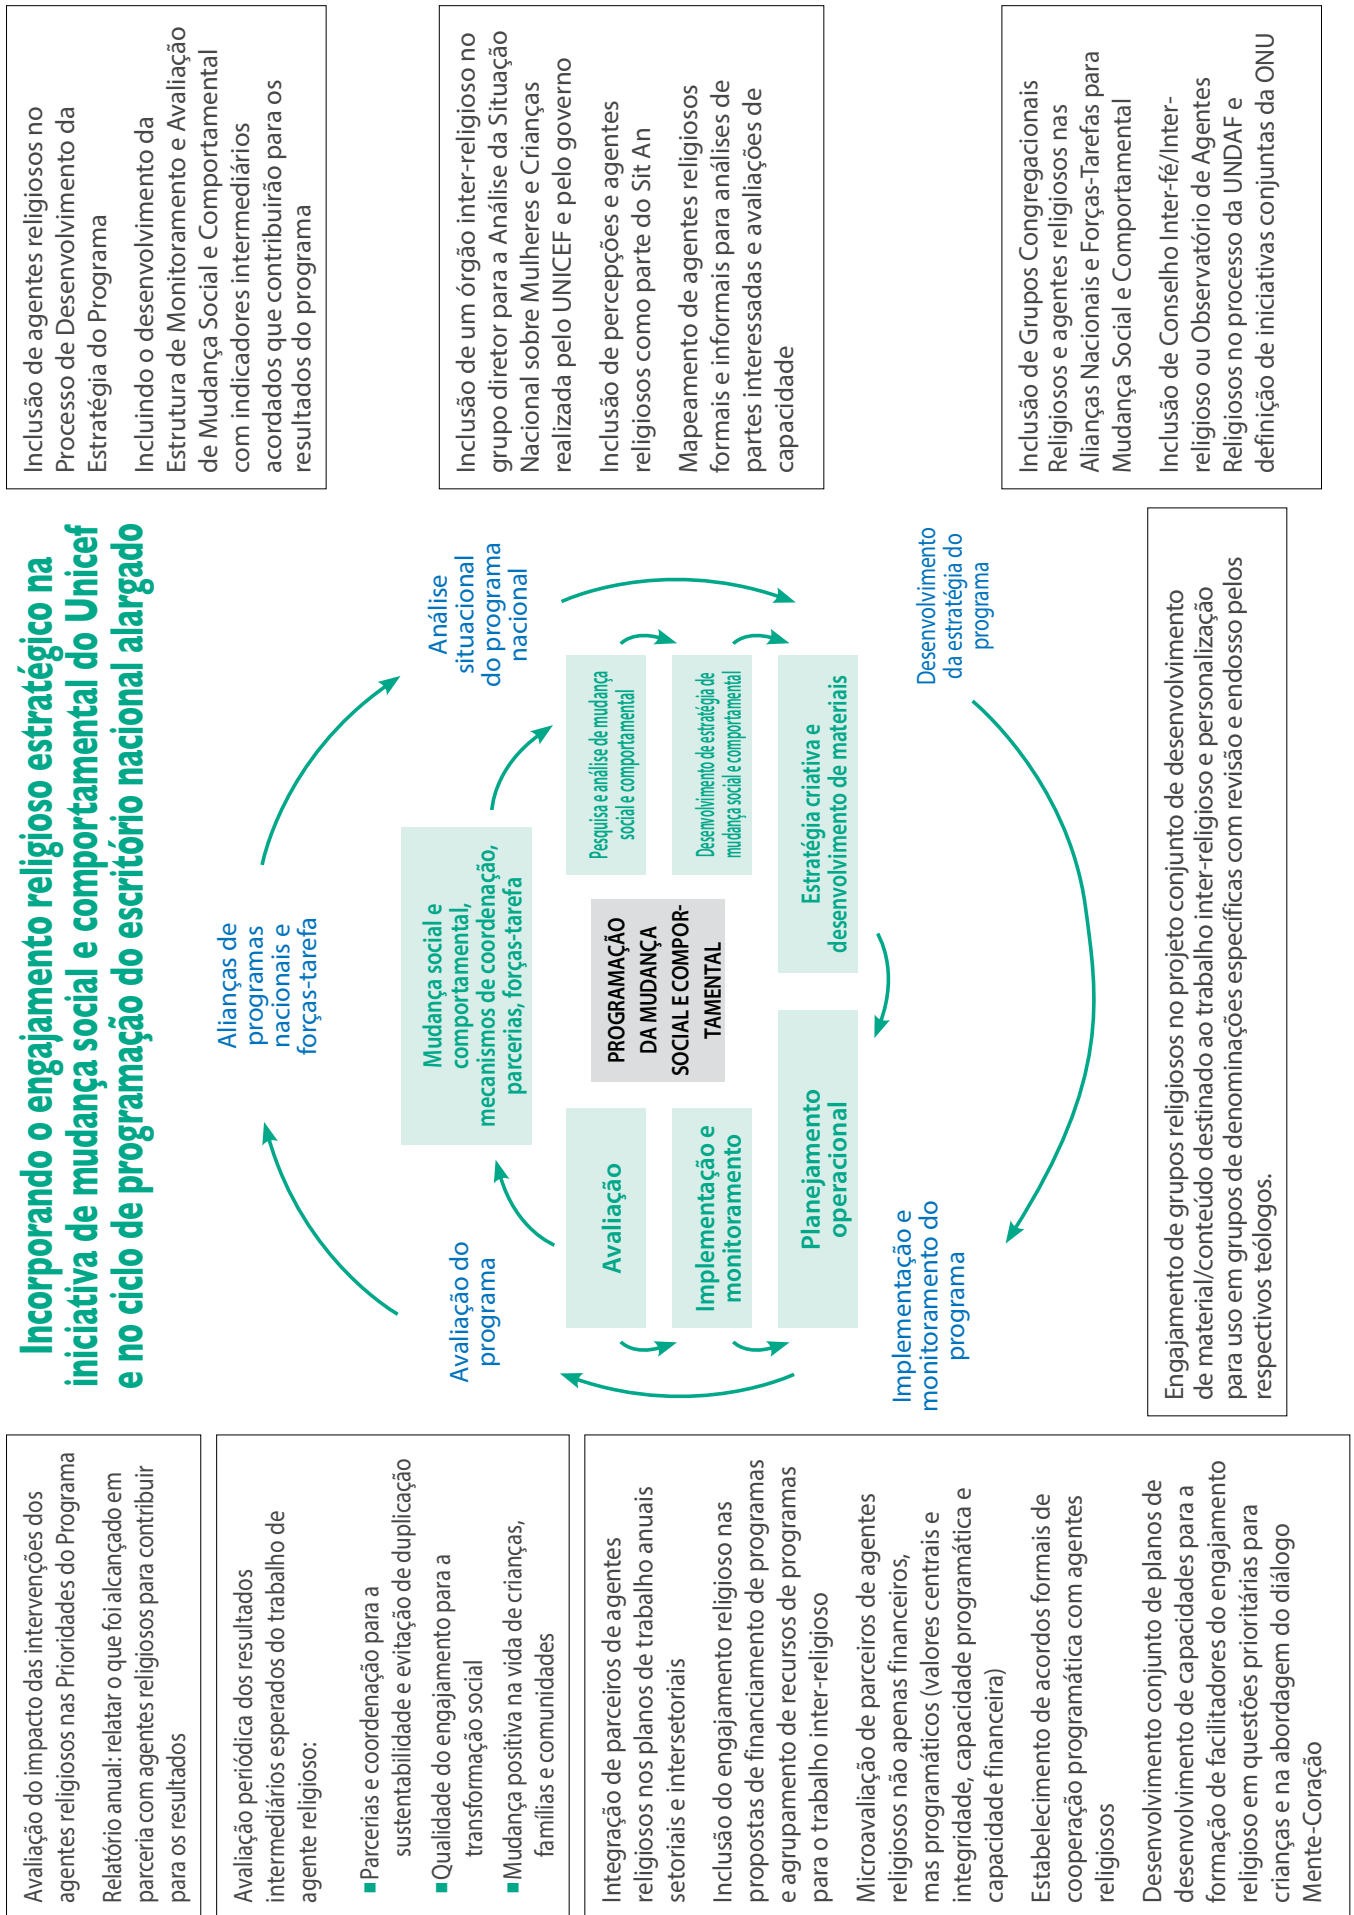 Incorporando o engajamento religioso estratégico na
iniciativa de mudança social e comportamental do Unicef
e no ciclo de programação do escritório nacional alargado
Avaliação do impacto das intervenções dos
agentes religiosos nas Prioridades do Programa
Relatório anual: relatar o que foi alcançado em
parceria com agentes religiosos para contribuir
para os resultados
Avaliação periódica dos resultados
intermediários esperados do trabalho de
agente religioso:
■ Parcerias e coordenação para a
sustentabilidade e evitação de duplicação
■ Qualidade do engajamento para a
transformação social
■ Mudança positiva na vida de crianças,
famílias e comunidades
Integração de parceiros de agentes
religiosos nos planos de trabalho anuais
setoriais e intersetoriais
Inclusão do engajamento religioso nas
propostas de financiamento de programas
e agrupamento de recursos de programas
para o trabalho inter-religioso
Microavaliação de parceiros de agentes
religiosos não apenas financeiros,
mas programáticos (valores centrais e
integridade, capacidade programática e
capacidade financeira)
Estabelecimento de acordos formais de
cooperação programática com agentes
religiosos
Desenvolvimento conjunto de planos de
desenvolvimento de capacidades para a
formação de facilitadores do engajamento
religioso em questões prioritárias para
crianças e na abordagem do diálogo
Mente-Coração
Alianças de
programas
nacionais e
forças-tarefa
Avaliação do
programa
Análise
situacional
do programa
nacional
Mudança social e
comportamental,
mecanismos de coordenação,
parcerias, forças-tarefa
Avaliação
Pesquisa e análise de mudança
social e comportamental
PROGRAMAÇÃO
DA MUDANÇA
SOCIAL E COMPOR-
TAMENTAL
Implementação e
monitoramento
Desenvolvimento de estratégia de
mudança social e comportamental
Planejamento
operacional
Estratégia criativa e
desenvolvimento de materiais
Implementação e
monitoramento do
programa
Desenvolvimento
da estratégia do
programa
Engajamento de grupos religiosos no projeto conjunto de desenvolvimento
de material/conteúdo destinado ao trabalho inter-religioso e personalização
para uso em grupos de denominações específicas com revisão e endosso pelos
respectivos teólogos.
Inclusão de agentes religiosos no
Processo de Desenvolvimento da
Estratégia do Programa
Incluindo o desenvolvimento da
Estrutura de Monitoramento e Avaliação
de Mudança Social e Comportamental
com indicadores intermediários
acordados que contribuirão para os
resultados do programa
Inclusão de um órgão inter-religioso no
grupo diretor para a Análise da Situação
Nacional sobre Mulheres e Crianças
realizada pelo UNICEF e pelo governo
Inclusão de percepções e agentes
religiosos como parte do Sit An
Mapeamento de agentes religiosos
formais e informais para análises de
partes interessadas e avaliações de
capacidade
Inclusão de Grupos Congregacionais
Religiosos e agentes religiosos nas
Alianças Nacionais e Forças-Tarefas para
Mudança Social e Comportamental
Inclusão de Conselho Inter-fé/Inter-
religioso ou Observatório de Agentes
Religiosos no processo da UNDAF e
definição de iniciativas conjuntas da ONU